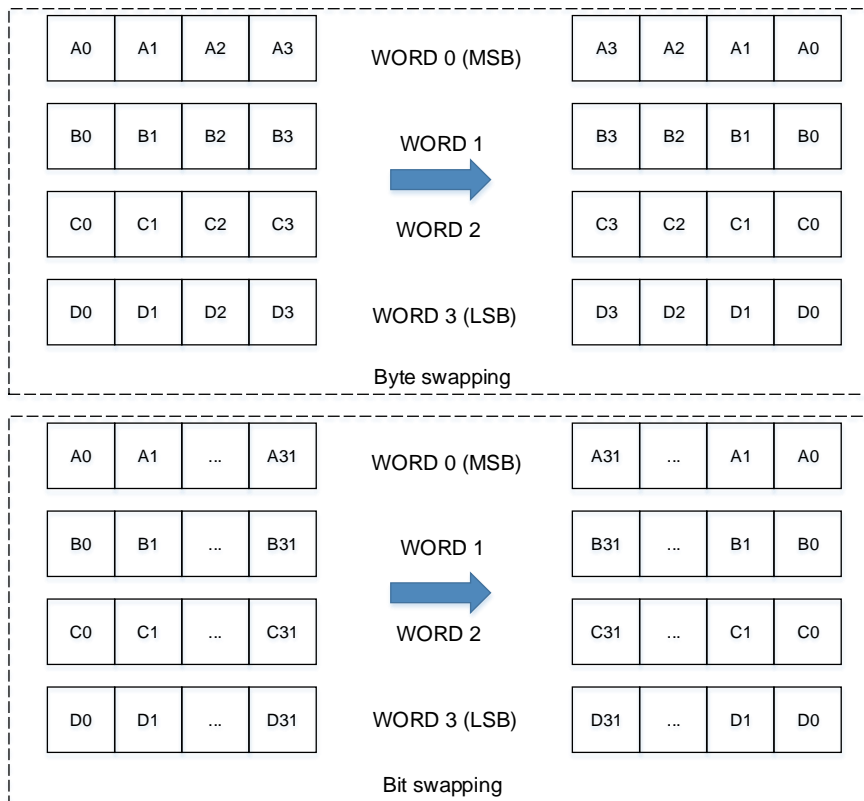 A0 A1 A2 A3 WORD 0 (MSB) A3 A2 A1 A0
B0 B1 B2 B3 WORD 1 B3 B2 B1 B0
C0 C1 C2 C3 WORD 2 C3 C2 C1 C0
D0 D1 D2 D3 WORD 3 (LSB) D3 D2 D1 D0
Byte swapping
A0 A1 ... A31 WORD 0 (MSB) A31 ... A1 A0
B0 B1 ... B31 WORD 1 B31 ... B1 B0
C0 C1 ... C31 WORD 2 C31 ... C1 C0
D0 D1 ... D31 WORD 3 (LSB) D31 ... D1 D0
Bit swapping